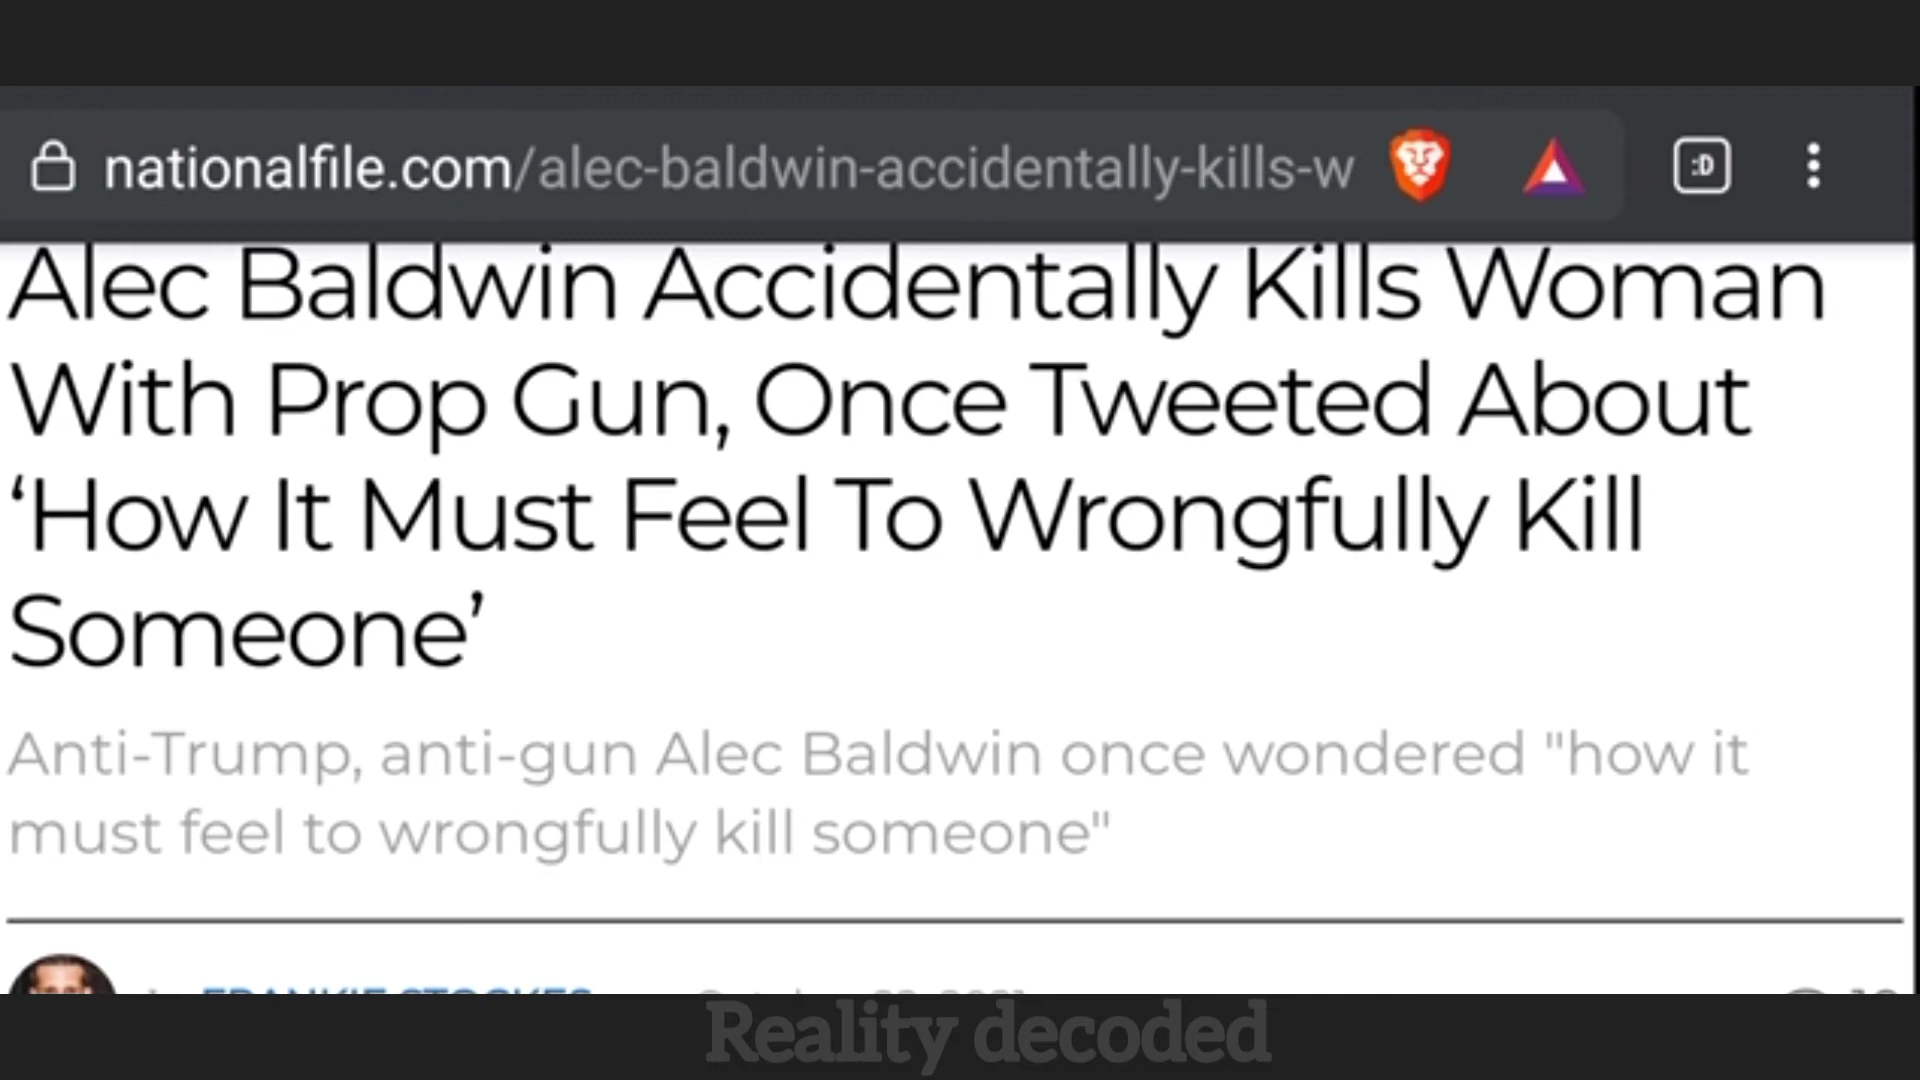 nationalfile.com/alec-baldwin-accidentally-kills-w
:D
Alec Baldwin Accidentally Kills Woman
With Prop Gun, Once Tweeted About
‘How It Must Feel To Wrongfully Kill
Someone’
Anti-Trump, anti-gun Alec Baldwin once wondered "how it
must feel to wrongfully kill someone"
FRANKIE STOCKES
Reality decoded